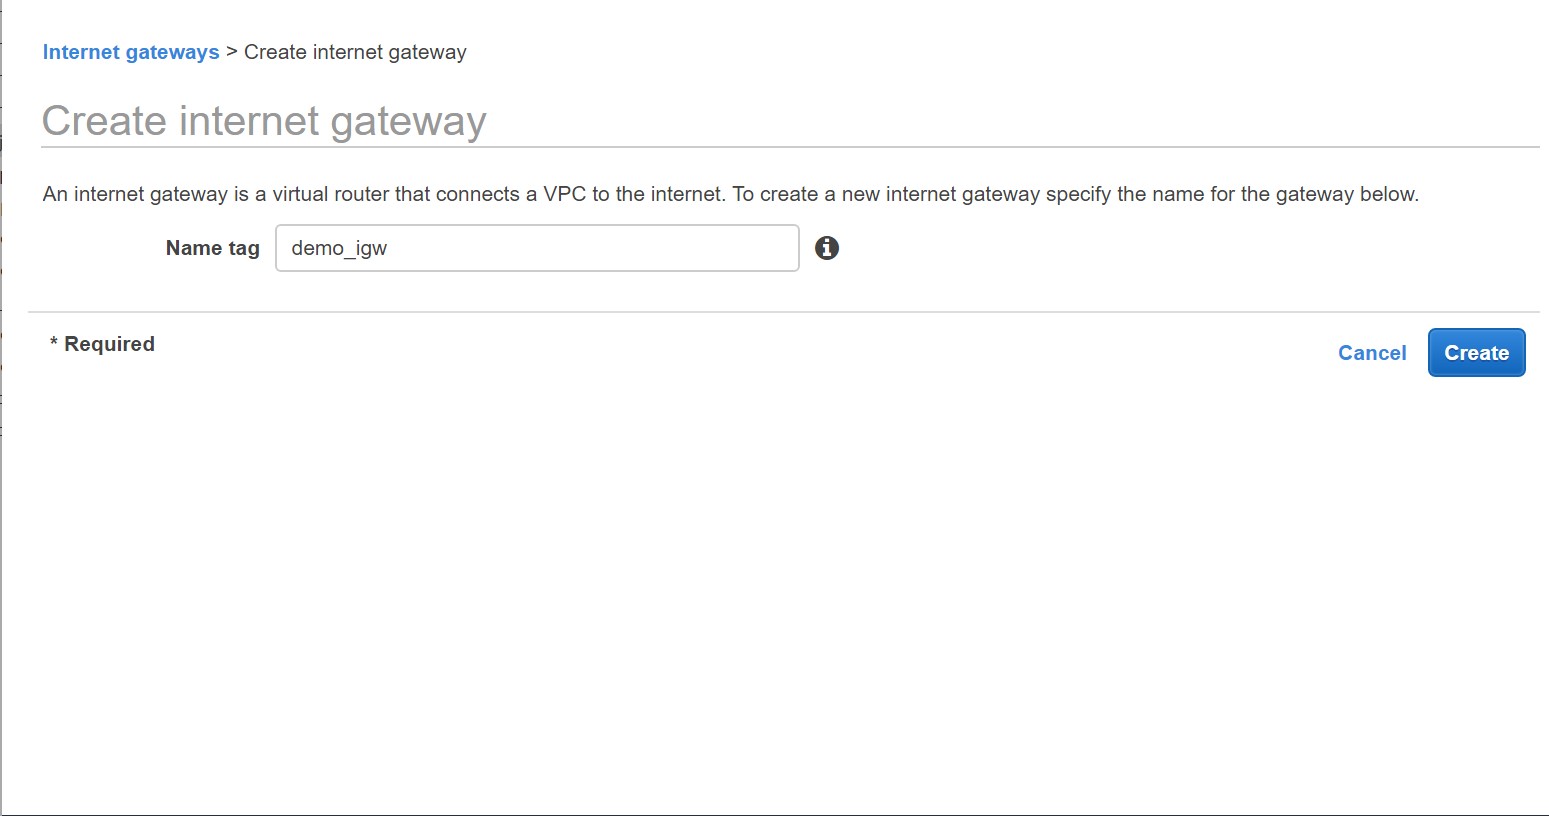 Internet gateways > Create internet gateway
Create internet gateway
An internet gateway is a virtual router that connects a VPC to the internet. To create a new internet gateway specify the name for the gateway below.
Name tag demo_igw
* Required
Cancel Create